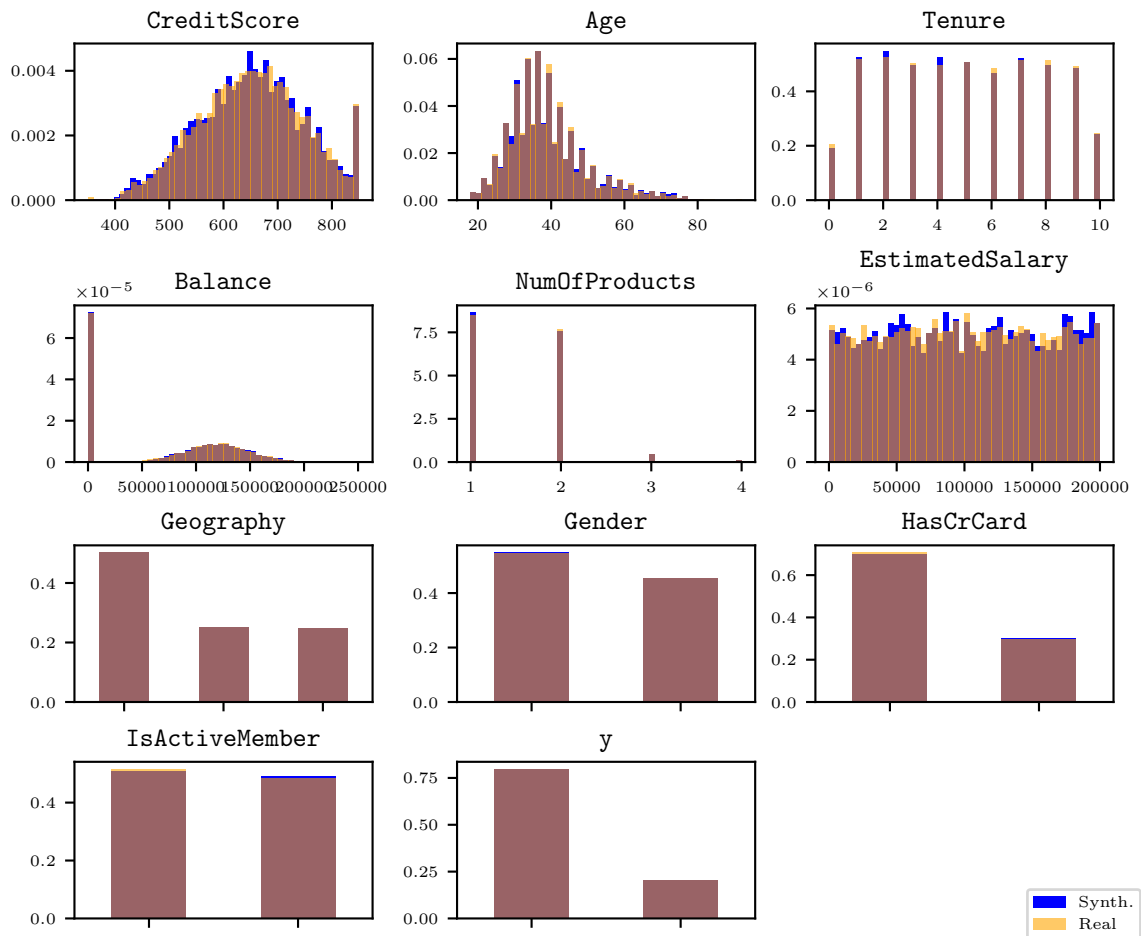 CreditScore
0.004
0.002
0.000
400 500 600 700 800
Age
0.06
0.04
0.02
0.00
20 40 60 80
Tenure
0.4
0.2
0.0
0 2 4 6 8 10
Balance
×10−5
6
4
2
0
0 50000 100000 150000 200000 250000
NumOfProducts
7.5
5.0
2.5
0.0
1 2 3 4
EstimatedSalary
×10−6
6
4
2
0
0 50000 100000 150000 200000
Geography
0.4
0.2
0.0
Gender
0.4
0.2
0.0
HasCrCard
0.6
0.4
0.2
0.0
IsActiveMember
0.4
0.2
0.0
y
0.75
0.50
0.25
0.00
Synth.
Real